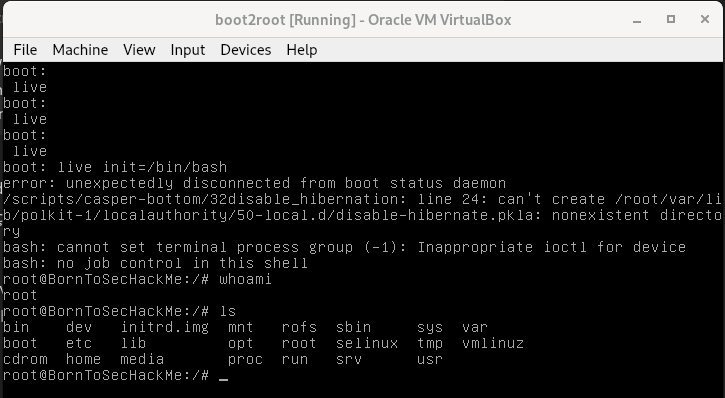 boot2root [Running] - Oracle VM VirtualBox
File Machine View Input Devices Help
boot:
live
boot:
live
boot:
live
boot: live init=/bin/bash
error: unexpectedly disconnected from boot status daemon
/scripts/casper-bottom/32disable_hibernation: line 24: can't create /root/var/li
b/polkit-1/localauthority/50-local.d/disable-hibernate.pkla: nonexistent directo
ry
bash: cannot set terminal process group (-1): Inappropriate ioctl for device
bash: no job control in this shell
root@BornToSecHackMe:/# whoami
root
root@BornToSecHackMe:/# ls
bin dev initrd.img mnt rofs sbin sys var
boot etc lib opt root selinux tmp vmlinuz
cdrom home media proc run srv usr
root@BornToSecHackMe:/# _